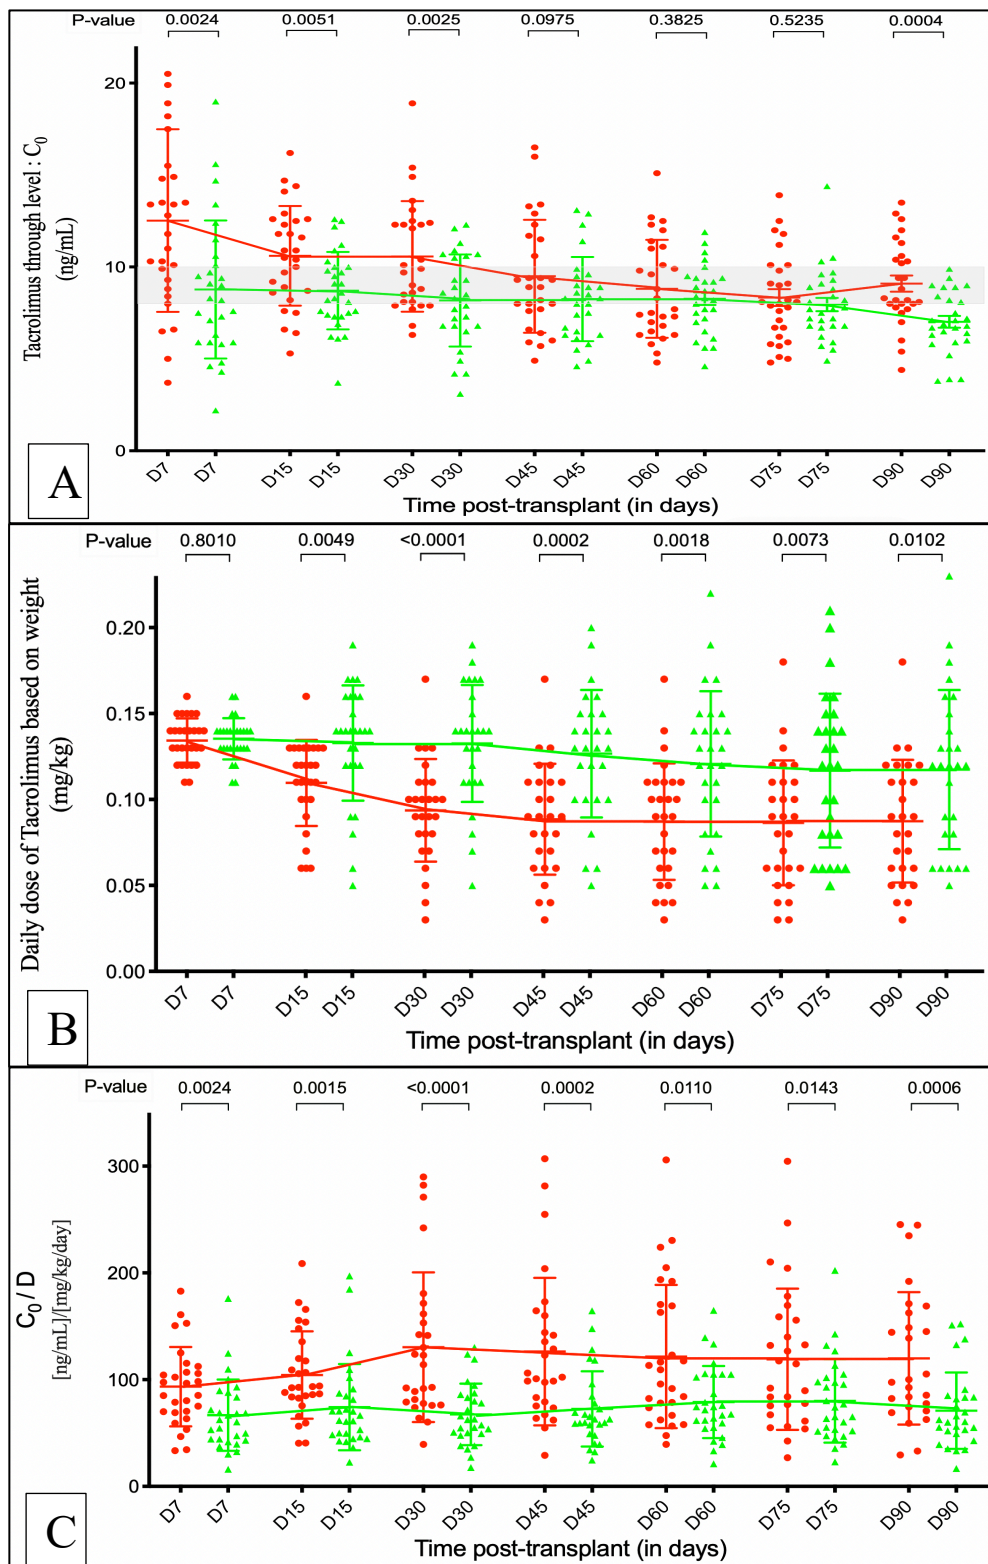 P-value 0.0024 0.0051 0.0025 0.0975 0.3825 0.5235 0.0004
Tacrolimus through level : C0
(ng/mL)
20
10
0
D7 D7 D15 D15 D30 D30 D45 D45 D60 D60 D75 D75 D90 D90
Time post-transplant (in days)
A
P-value 0.8010 0.0049 <0.0001 0.0002 0.0018 0.0073 0.0102
Daily dose of Tacrolimus based on weight
(mg/kg)
0.20
0.15
0.10
0.05
0.00
D7 D7 D15 D15 D30 D30 D45 D45 D60 D60 D75 D75 D90 D90
Time post-transplant (in days)
B
P-value 0.0024 0.0015 <0.0001 0.0002 0.0110 0.0143 0.0006
C0 / D
[ng/mL]/[mg/kg/day]
300
200
100
0
D7 D7 D15 D15 D30 D30 D45 D45 D60 D60 D75 D75 D90 D90
Time post-transplant (in days)
C